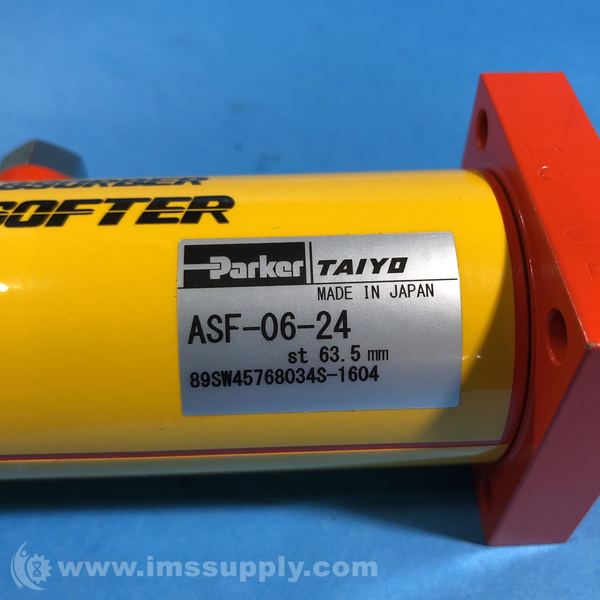 SOFTER
Parker TAIYO
MADE IN JAPAN
ASF-06-24
st 63.5 mm
89SW45768034S-1604
www.imssupply.com